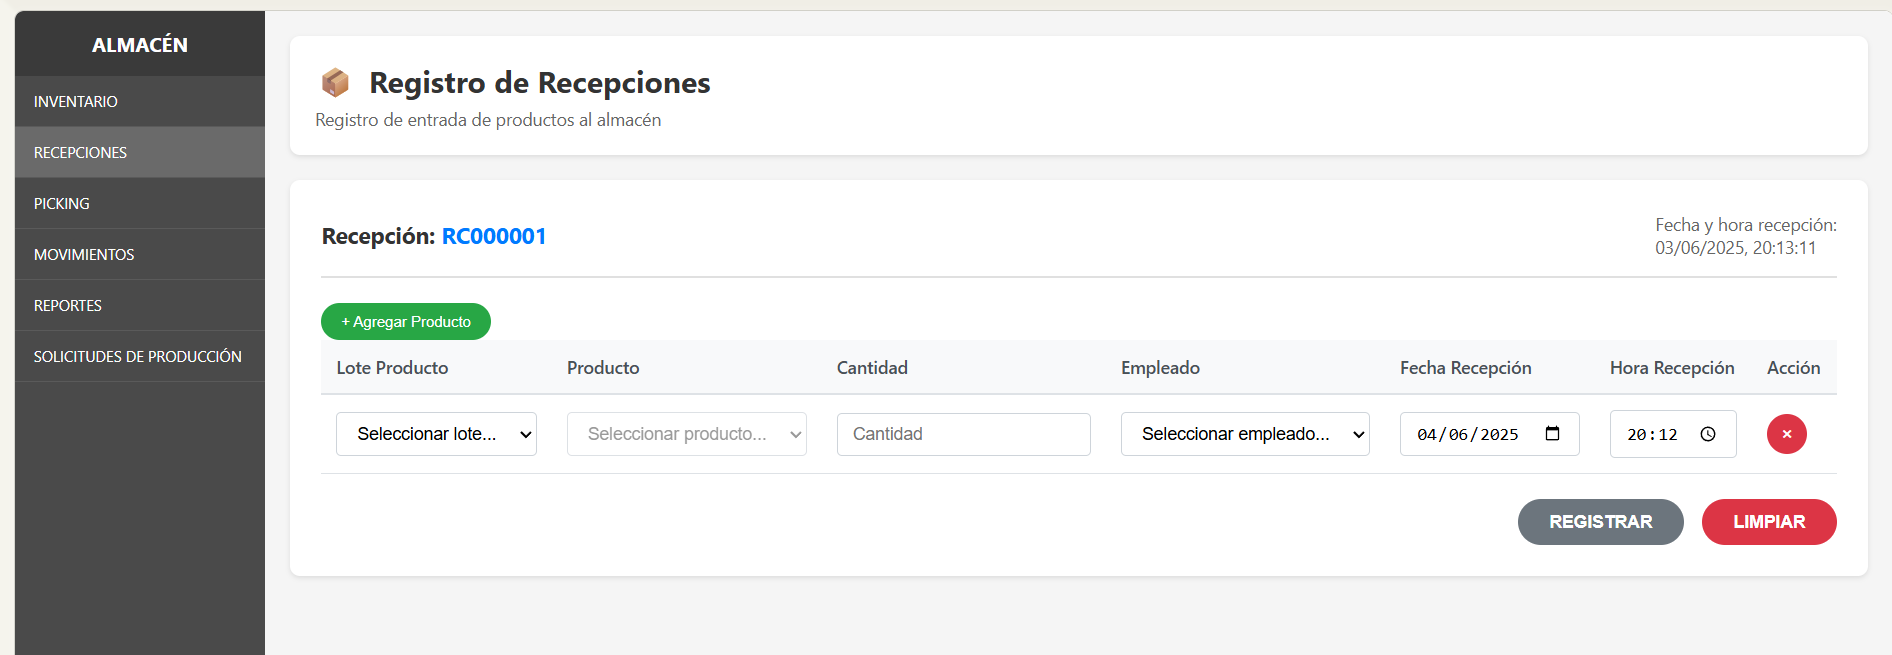 ALMACÉN
INVENTARIO
RECEPCIONES
PICKING
MOVIMIENTOS
REPORTES
SOLICITUDES DE PRODUCCIÓN
Registro de Recepciones
Registro de entrada de productos al almacén
Recepción: RC000001
Fecha y hora recepción:
03/06/2025, 20:13:11
+ Agregar Producto
Lote Producto Producto Cantidad Empleado Fecha Recepción Hora Recepción Acción
Seleccionar lote... Seleccionar producto... Cantidad Seleccionar empleado... 04/06/2025 20:12 ×
REGISTRAR LIMPIAR